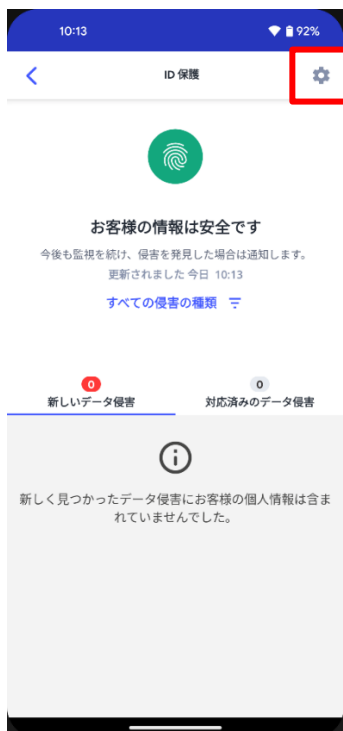 10:13
92%
ID 保護
お客様の情報は安全です
今後も監視を続け、侵害を発見した場合は通知します。
更新されました 今日 10:13
すべての侵害の種類
0
0
新しいデータ侵害
対応済みのデータ侵害
新しく見つかったデータ侵害にお客様の個人情報は含ま
れていませんでした。